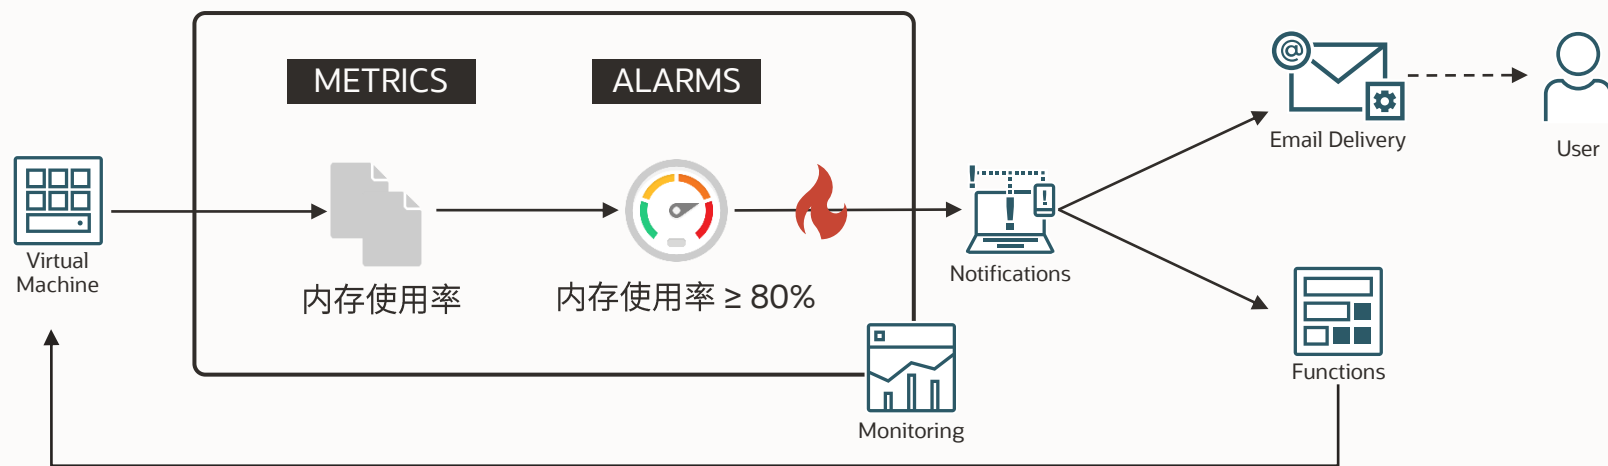 METRICS
ALARMS
Virtual
Machine
内存使用率
内存使用率 ≥ 80%
Monitoring
Notifications
@
Email Delivery
User
Functions